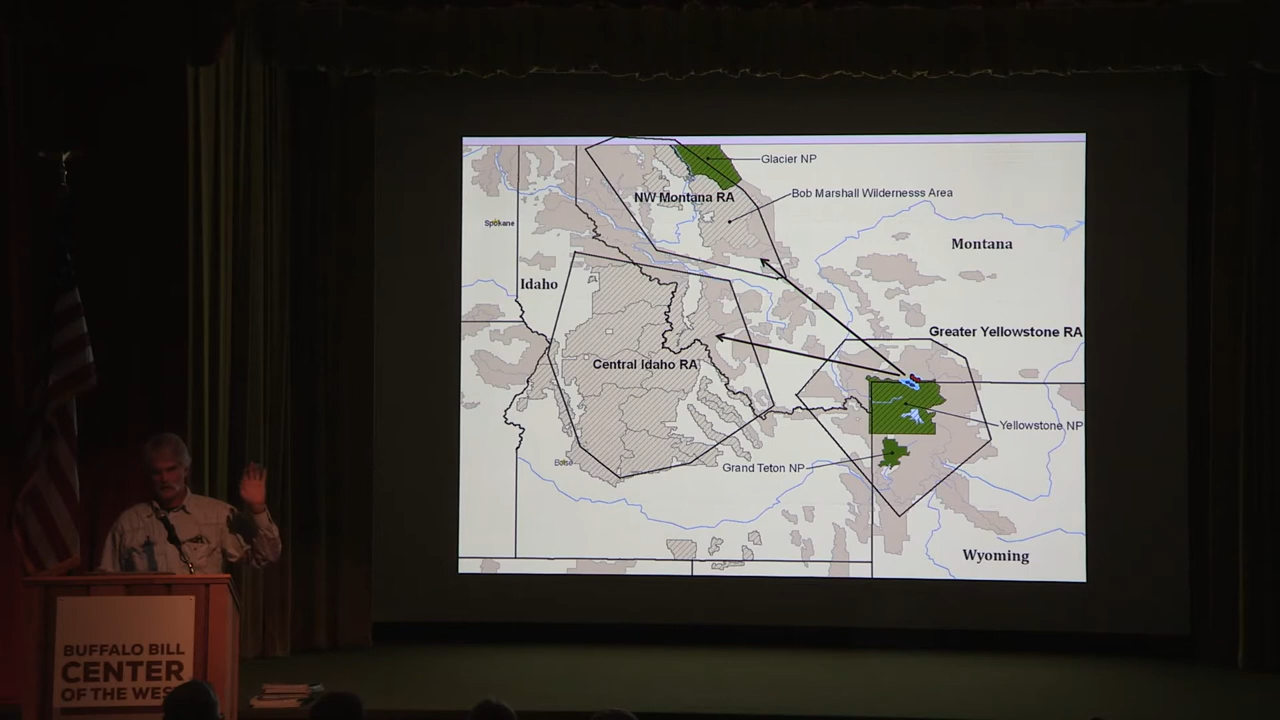 Glacier NP
NW Montana RA
Bob Marshall Wildernesss Area
Spokane
Montana
Idaho
Greater Yellowstone RA
Central Idaho RA
Yellowstone NP
Grand Teton NP
Boise
Wyoming
BUFFALO BILL
CENTER
OF THE WEST